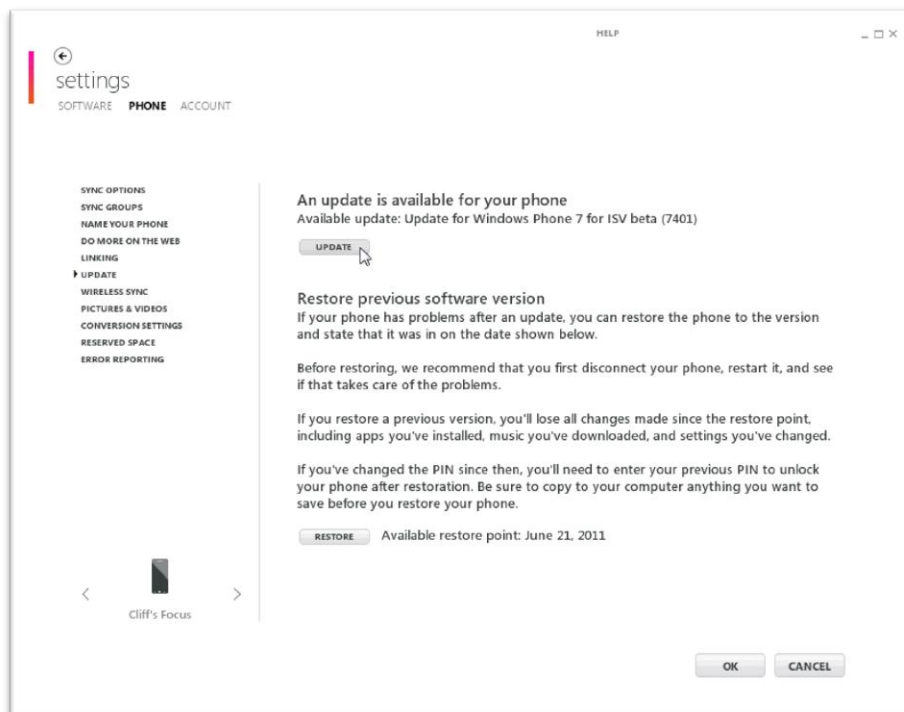 HELP
settings
SOFTWARE PHONE ACCOUNT
SYNC OPTIONS
SYNC GROUPS
NAME YOUR PHONE
DO MORE ON THE WEB
LINKING
UPDATE
WIRELESS SYNC
PICTURES & VIDEOS
CONVERSION SETTINGS
RESERVED SPACE
ERROR REPORTING
Cliff's Focus
An update is available for your phone
Available update: Update for Windows Phone 7 for ISV beta (7401)
UPDATE
Restore previous software version
If your phone has problems after an update, you can restore the phone to the version
and state that it was in on the date shown below.
Before restoring, we recommend that you first disconnect your phone, restart it, and see
if that takes care of the problems.
If you restore a previous version, you'll lose all changes made since the restore point,
including apps you've installed, music you've downloaded, and settings you've changed.
If you've changed the PIN since then, you'll need to enter your previous PIN to unlock
your phone after restoration. Be sure to copy to your computer anything you want to
save before you restore your phone.
RESTORE Available restore point: June 21, 2011
OK CANCEL